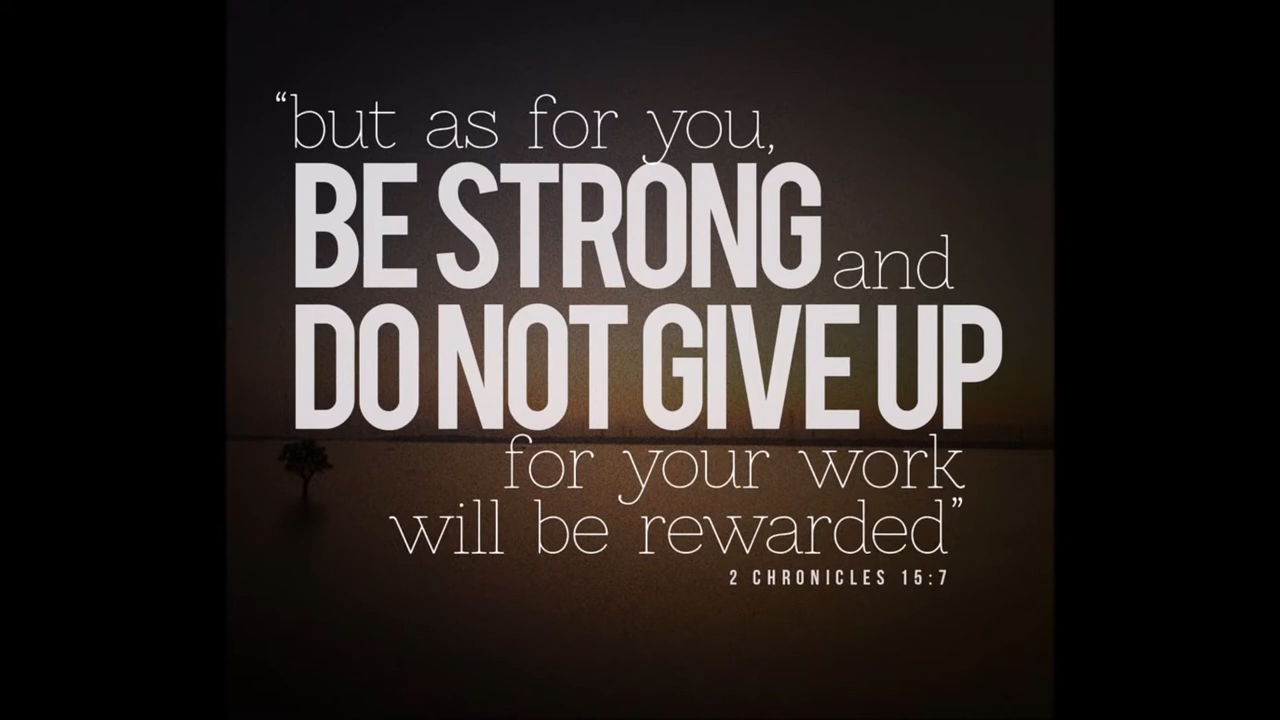 “but as for you,
BE STRONG and
DO NOT GIVE UP
for your work
will be rewarded”
2 CHRONICLES 15:7